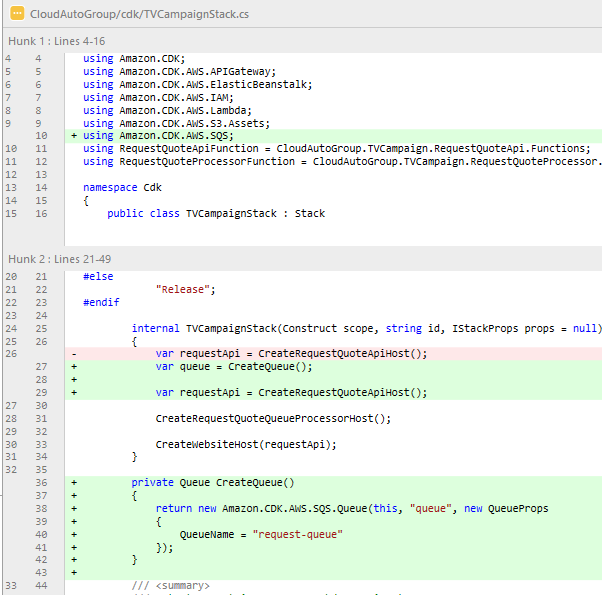 CloudAutoGroup/cdk/TVCampaignStack.cs
Hunk 1 : Lines 4-16
4 4 using Amazon.CDK;
5 5 using Amazon.CDK.AWS.APIGateway;
6 6 using Amazon.CDK.AWS.ElasticBeanstalk;
7 7 using Amazon.CDK.AWS.IAM;
8 8 using Amazon.CDK.AWS.Lambda;
9 9 using Amazon.CDK.AWS.S3.Assets;
10 + using Amazon.CDK.AWS.SQS;
10 11 using RequestQuoteApiFunction = CloudAutoGroup.TVCampaign.RequestQuoteApi.Functions;
11 12 using RequestQuoteProcessorFunction = CloudAutoGroup.TVCampaign.RequestQuoteProcessor.
12 13
13 14 namespace Cdk
14 15 {
15 16 public class TVCampaignStack : Stack
Hunk 2 : Lines 21-49
20 21 #else
21 22 "Release";
22 23 #endif
23 24
24 25 internal TVCampaignStack(Construct scope, string id, IStackProps props = null)
25 26 {
26 - var requestApi = CreateRequestQuoteApiHost();
27 + var queue = CreateQueue();
28 +
29 + var requestApi = CreateRequestQuoteApiHost();
27 30
28 31 CreateRequestQuoteQueueProcessorHost();
29 32
30 33 CreateWebsiteHost(requestApi);
31 34 }
32 35
36 + private Queue CreateQueue()
37 + {
38 + return new Amazon.CDK.AWS.SQS.Queue(this, "queue", new QueueProps
39 + {
40 + QueueName = "request-queue"
41 + });
42 + }
43 +
33 44 /// <summary>